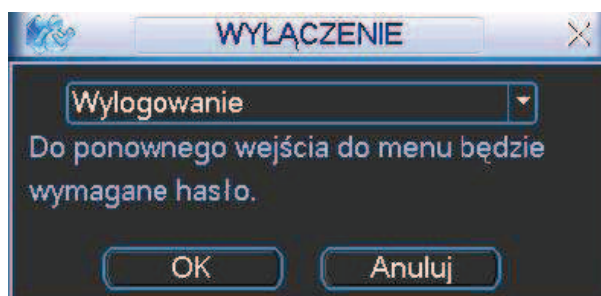 WYŁĄCZENIE
Wylogowanie
Do ponownego wejścia do menu będzie
wymagane hasło.
OK Anuluj